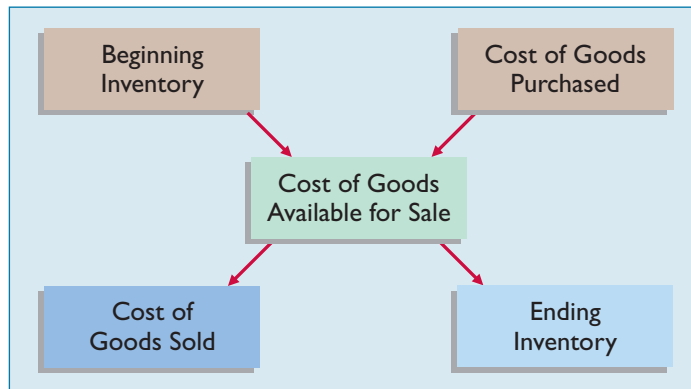 Beginning
Inventory
Cost of Goods
Purchased
Cost of Goods
Available for Sale
Cost of
Goods Sold
Ending
Inventory